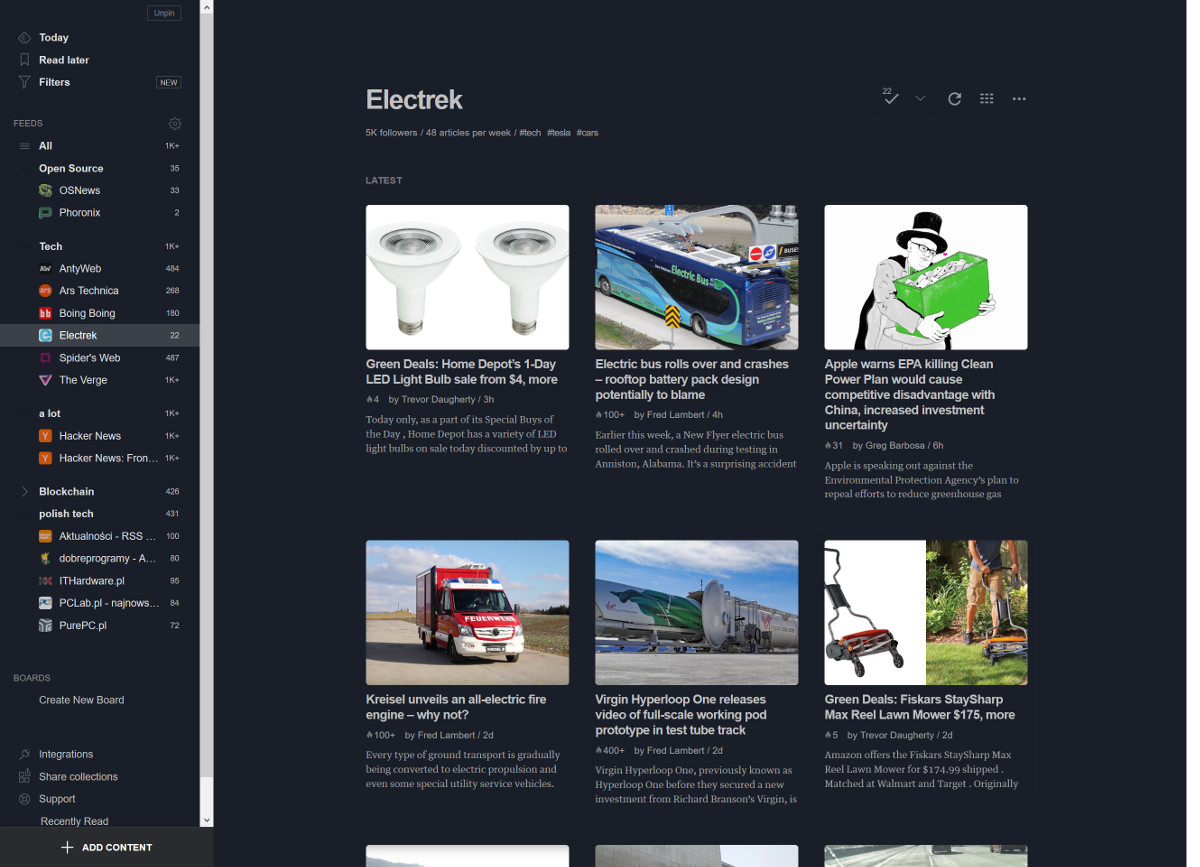 Unpin
Today
Read later
Filters NEW
FEEDS
All 1K+
Open Source 35
OSNews 33
Phoronix 2
Tech 1K+
AW AntyWeb 484
ars Ars Technica 268
bb Boing Boing 180
Electrek 22
Spider's Web 487
The Verge 1K+
a lot 1K+
Y Hacker News 1K+
Y Hacker News: Fron... 1K+
Blockchain 426
polish tech 431
Aktualności - RSS ... 100
dobreprogramy - A... 80
ITHardware.pl 95
PCLab.pl - najnows... 84
PurePC.pl 72
BOARDS
Create New Board
Integrations
Share collections
Support
Recently Read
ADD CONTENT
Electrek
22
5K followers / 48 articles per week / #tech #tesla #cars
LATEST
Green Deals: Home Depot's 1-Day
LED Light Bulb sale from $4, more
4 by Trevor Daugherty / 3h
Today only, as a part of its Special Buys of
the Day , Home Depot has a variety of LED
light bulbs on sale today discounted by up to
Electric Bus
BUSES
Electric bus rolls over and crashes
– rooftop battery pack design
potentially to blame
100+ by Fred Lambert / 4h
Earlier this week, a New Flyer electric bus
rolled over and crashed during testing in
Anniston, Alabama. It's a surprising accident
Apple warns EPA killing Clean
Power Plan would cause
competitive disadvantage with
China, increased investment
uncertainty
31 by Greg Barbosa / 6h
Apple is speaking out against the
Environmental Protection Agency's plan to
repeal efforts to reduce greenhouse gas
FEUERWEHR
KREISEL
Kreisel unveils an all-electric fire
engine – why not?
100+ by Fred Lambert / 2d
Every type of ground transport is gradually
being converted to electric propulsion and
even some special utility service vehicles.
Virgin Hyperloop One releases
video of full-scale working pod
prototype in test tube track
400+ by Fred Lambert / 2d
Virgin Hyperloop One, previously known as
Hyperloop One before they secured a new
investment from Richard Branson's Virgin, is
Green Deals: Fiskars StaySharp
Max Reel Lawn Mower $175, more
5 by Trevor Daugherty / 2d
Amazon offers the Fiskars StaySharp Max
Reel Lawn Mower for $174.99 shipped .
Matched at Walmart and Target . Originally